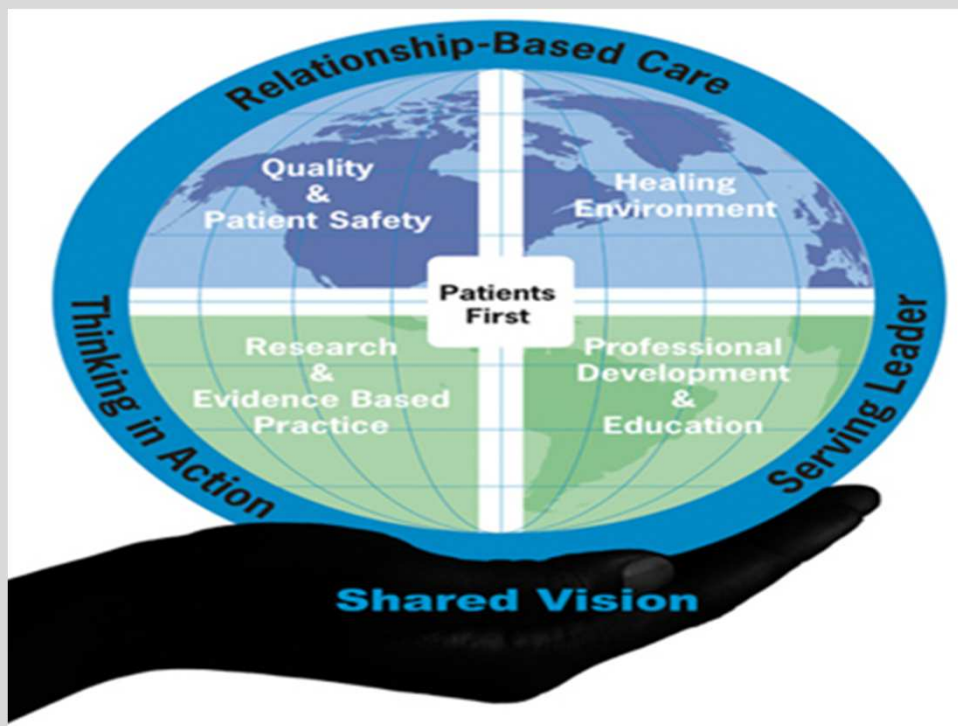 Relationship-Based Care
Quality
&
Patient Safety
Healing
Environment
Patients
First
Research
&
Evidence Based
Practice
Professional
Development
&
Education
Thinking in Action
Serving Leader
Shared Vision